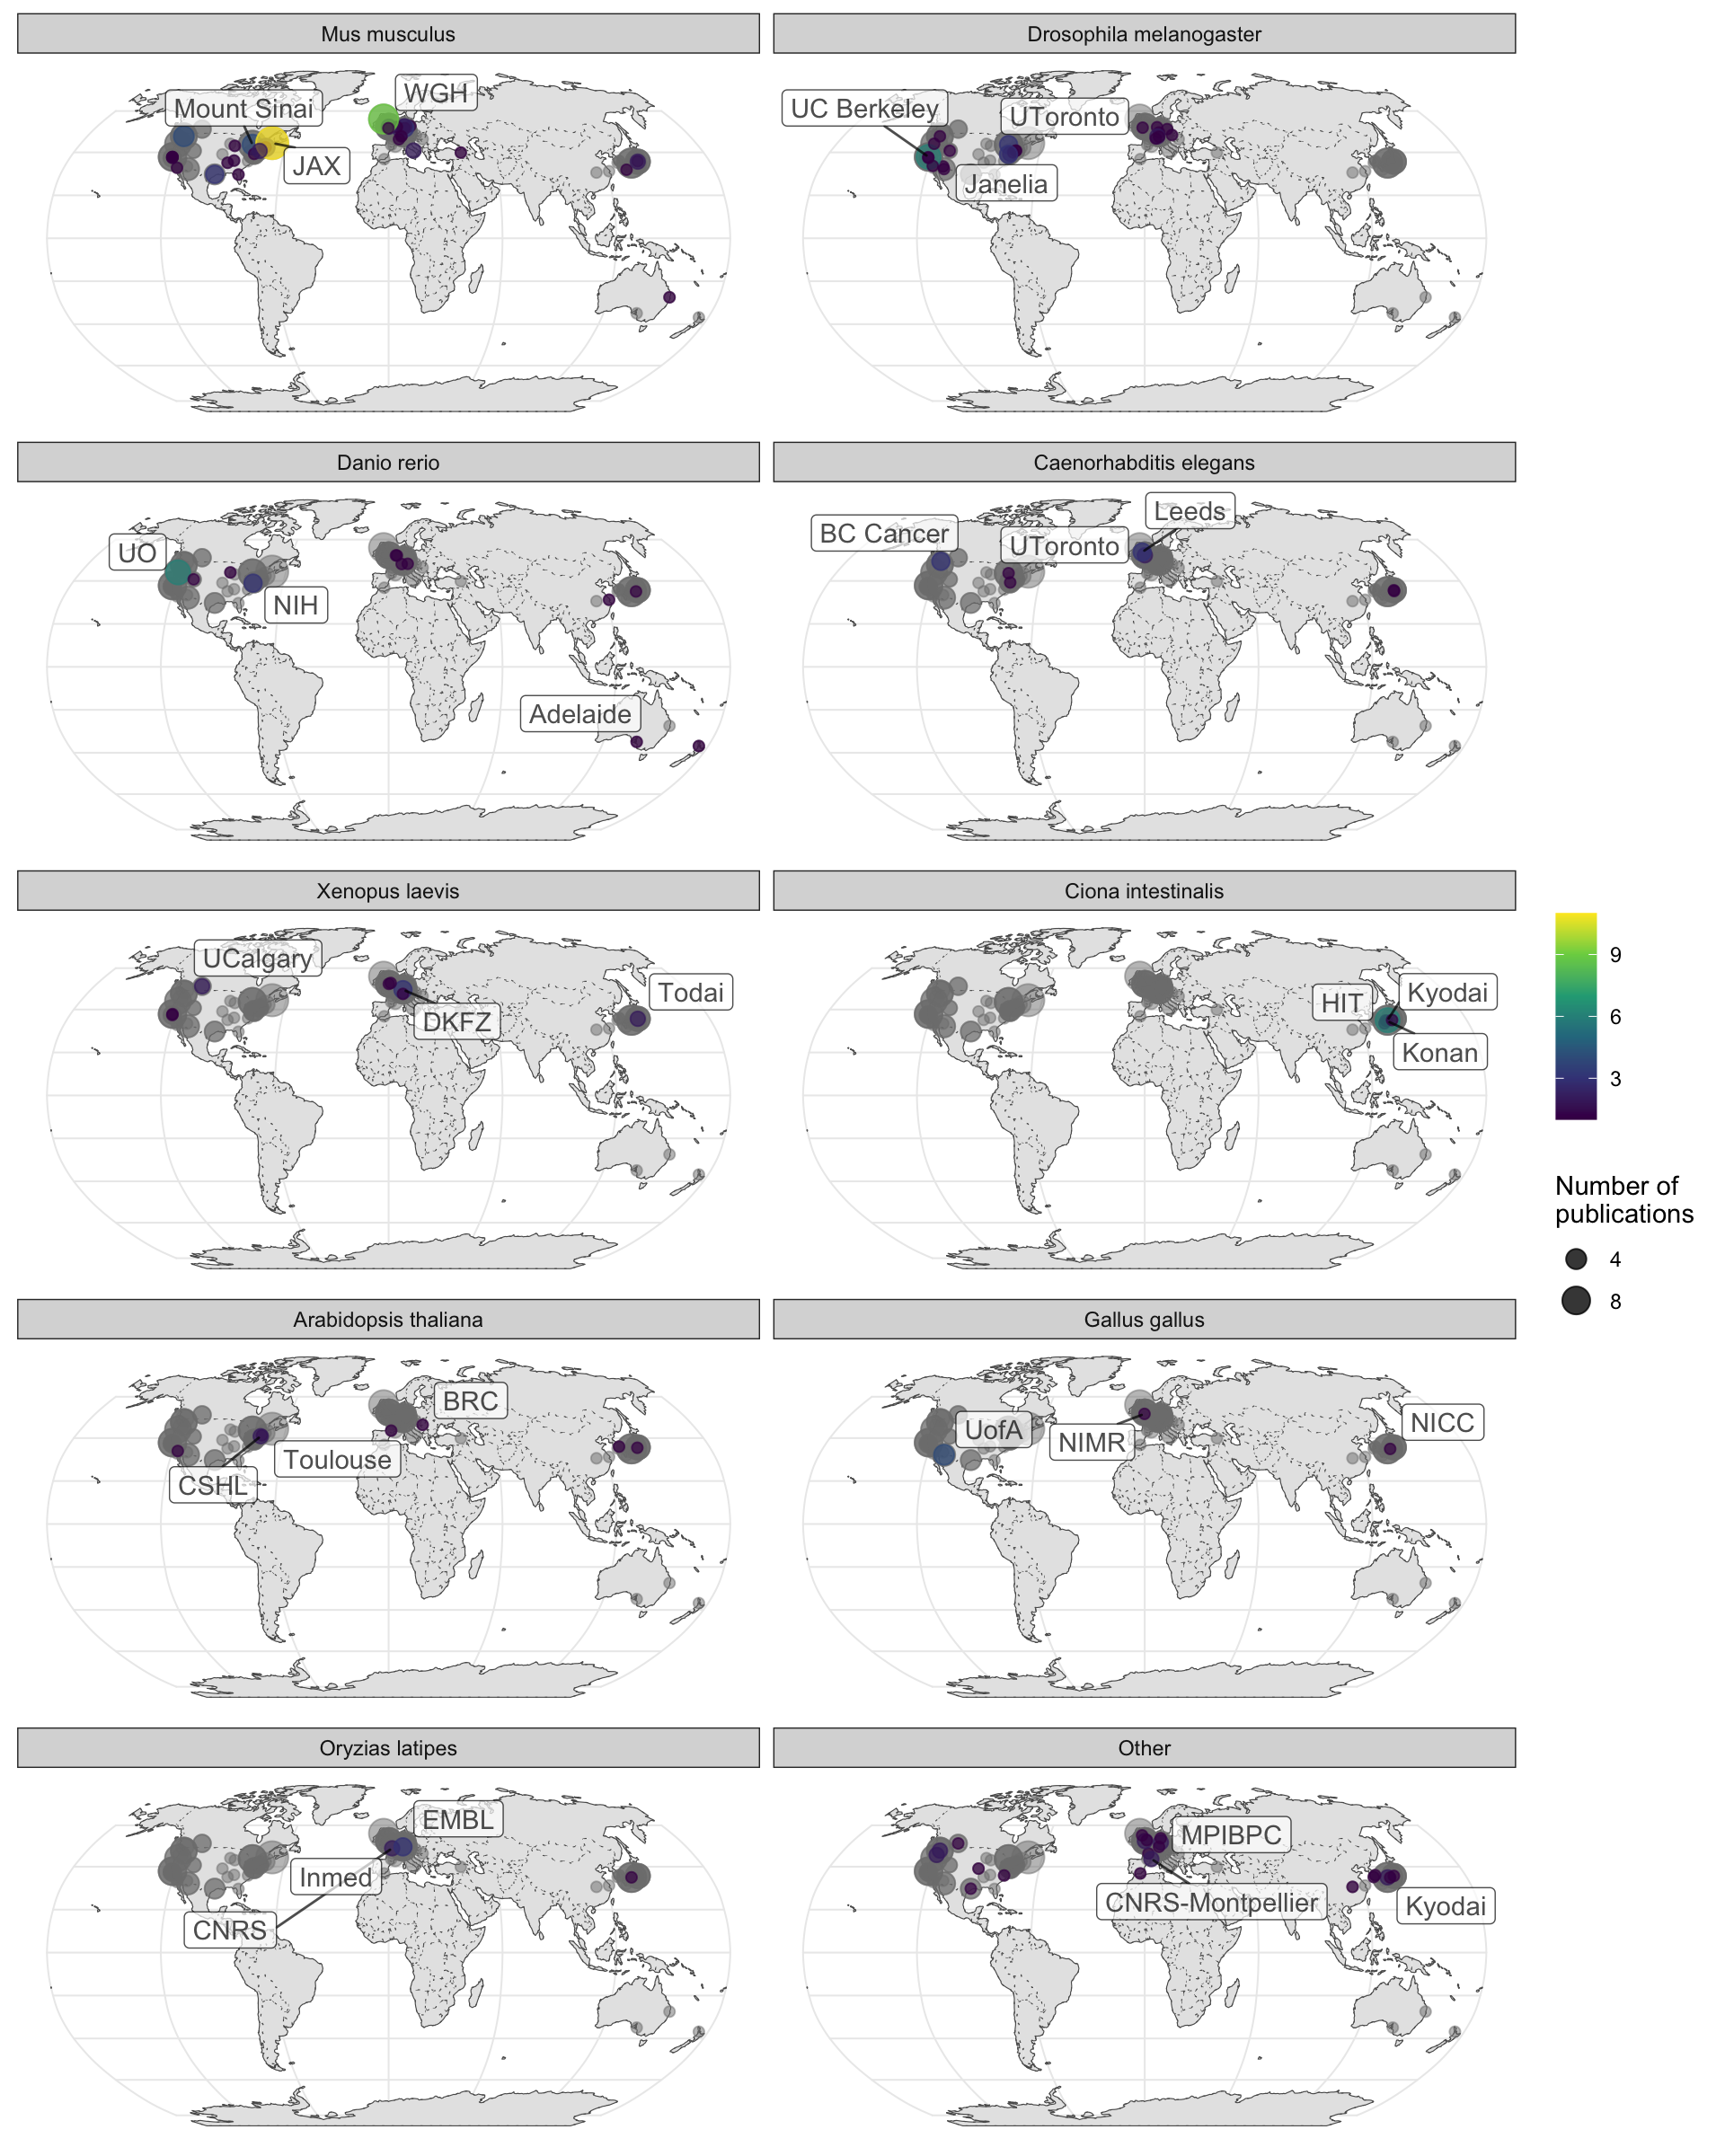 Mus musculus
Drosophila melanogaster
WGH
Mount Sinai
JAX
UC Berkeley
UToronto
Janelia
Danio rerio
Caenorhabditis elegans
UO
NIH
Adelaide
Leeds
BC Cancer
UToronto
Xenopus laevis
Ciona intestinalis
UCalgary
Todai
DKFZ
Kyodai
HIT
Konan
9
6
3
Number of
publications
4
8
Arabidopsis thaliana
Gallus gallus
BRC
Toulouse
CSHL
NICC
UofA
NIMR
Oryzias latipes
Other
EMBL
Inmed
CNRS
MPIBPC
CNRS-Montpellier
Kyodai